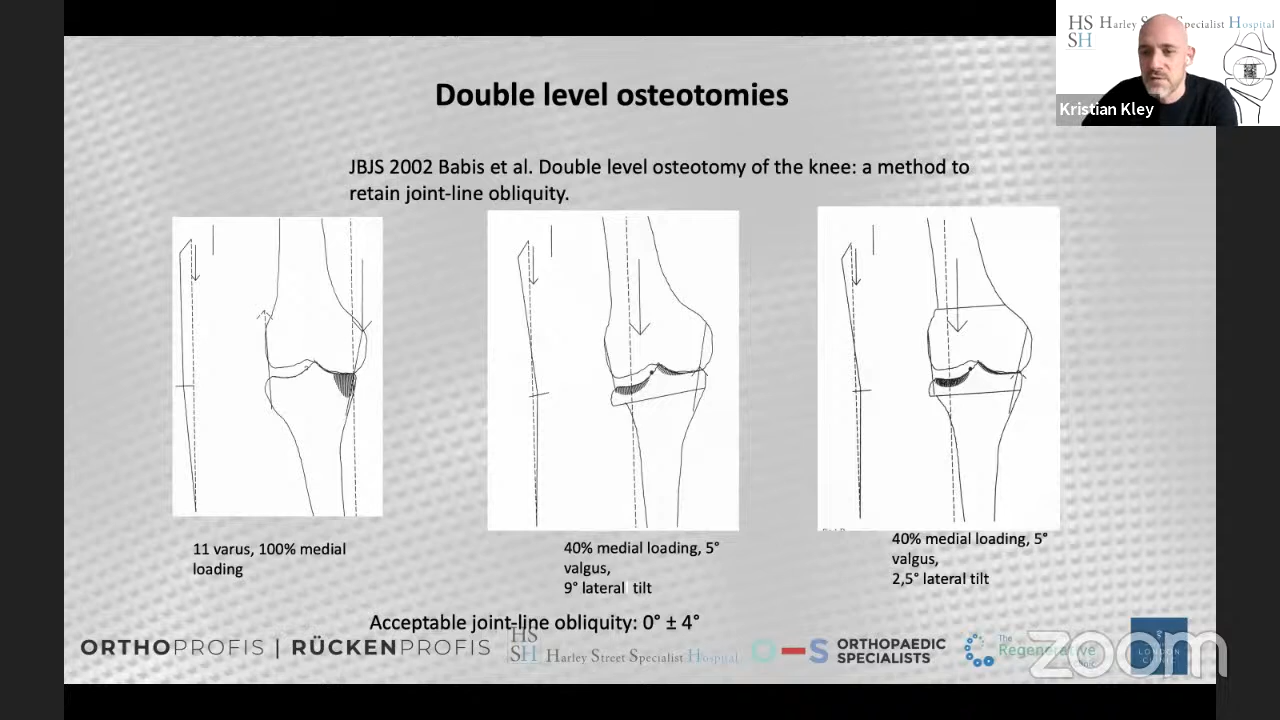 HS
SH
Harley Street Specialist Hospital
Kristian Kley
Double level osteotomies
JBJS 2002 Babis et al. Double level osteotomy of the knee: a method to
retain joint-line obliquity.
11 varus, 100% medial
loading
40% medial loading, 5°
valgus,
9° lateral tilt
40% medial loading, 5°
valgus,
2,5° lateral tilt
Acceptable joint-line obliquity: 0° ± 4°
ORTHOPROFIS | RÜCKENPROFIS
HS
SH
Harley Street Specialist Hospital
O-S
ORTHOPAEDIC
SPECIALISTS
The
Regenerative
Clinic
LONDON
CLINIC
zoom